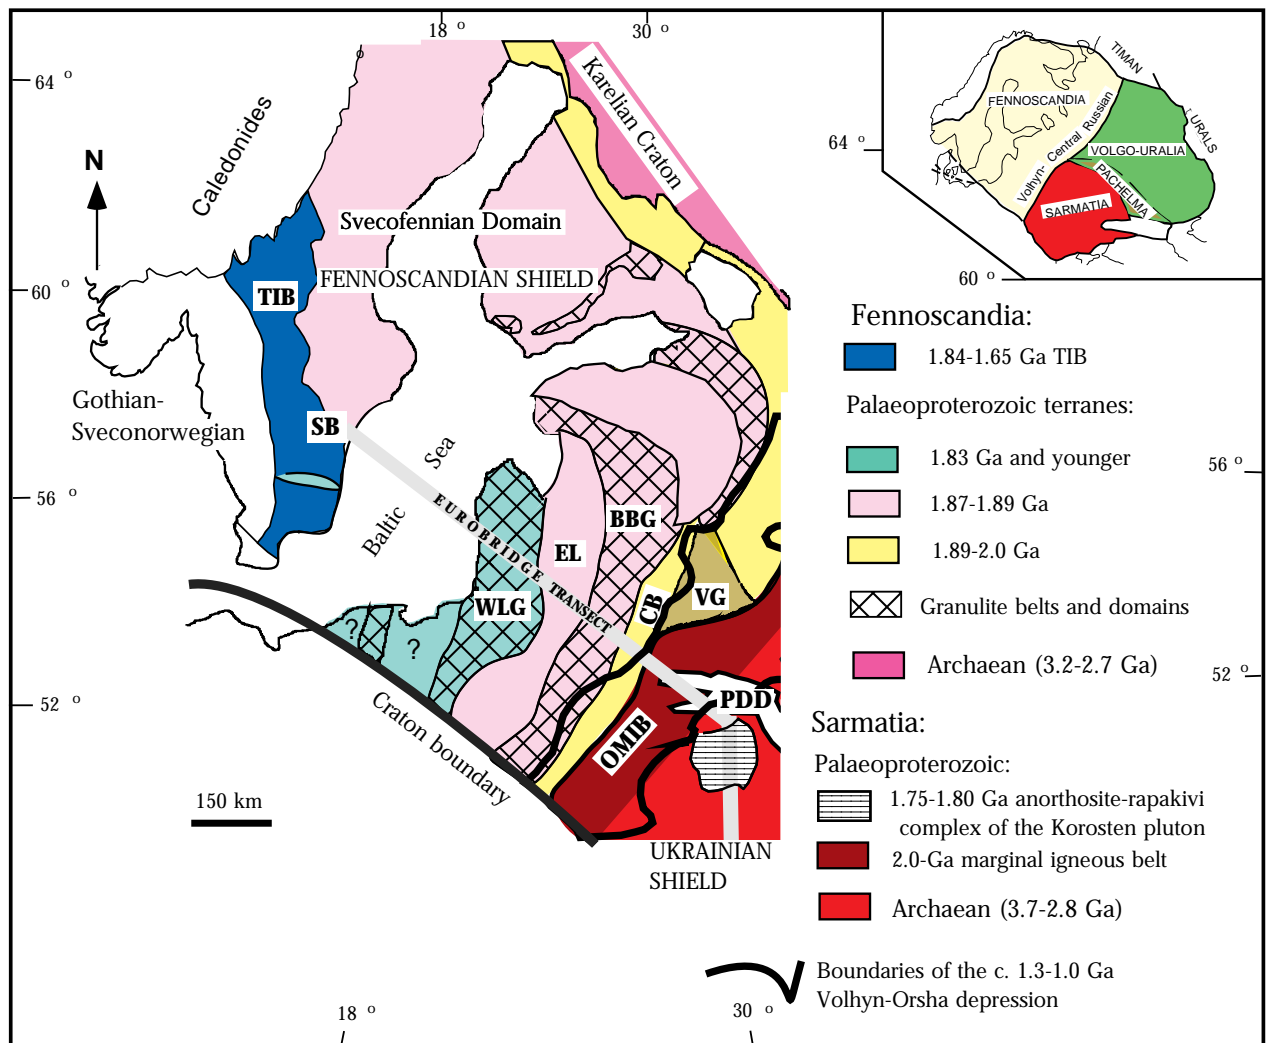 18 o
30 o
64 o
Caledonides
N
Karelian Craton
Svecofennian Domain
FENNOSCANDIAN SHIELD
60 o
TIB
Gothian-
Sveconorwegian
SB
Sea
Baltic
56 o
EUROBRIDGE TRANSECT
BBG
EL
WLG
CB
VG
? ?
52 o
Craton boundary
OMIB
PDD
150 km
UKRAINIAN
SHIELD
18 o
30 o
TIMAN
FENNOSCANDIA
URALS
Volhyn- Central Russian
VOLGO-URALIA
PACHELMA
SARMATIA
64 o
60 o
56 o
52 o
Fennoscandia:
1.84-1.65 Ga TIB
Palaeoproterozoic terranes:
1.83 Ga and younger
1.87-1.89 Ga
1.89-2.0 Ga
Granulite belts and domains
Archaean (3.2-2.7 Ga)
Sarmatia:
Palaeoproterozoic:
1.75-1.80 Ga anorthosite-rapakivi
complex of the Korosten pluton
2.0-Ga marginal igneous belt
Archaean (3.7-2.8 Ga)
Boundaries of the c. 1.3-1.0 Ga
Volhyn-Orsha depression